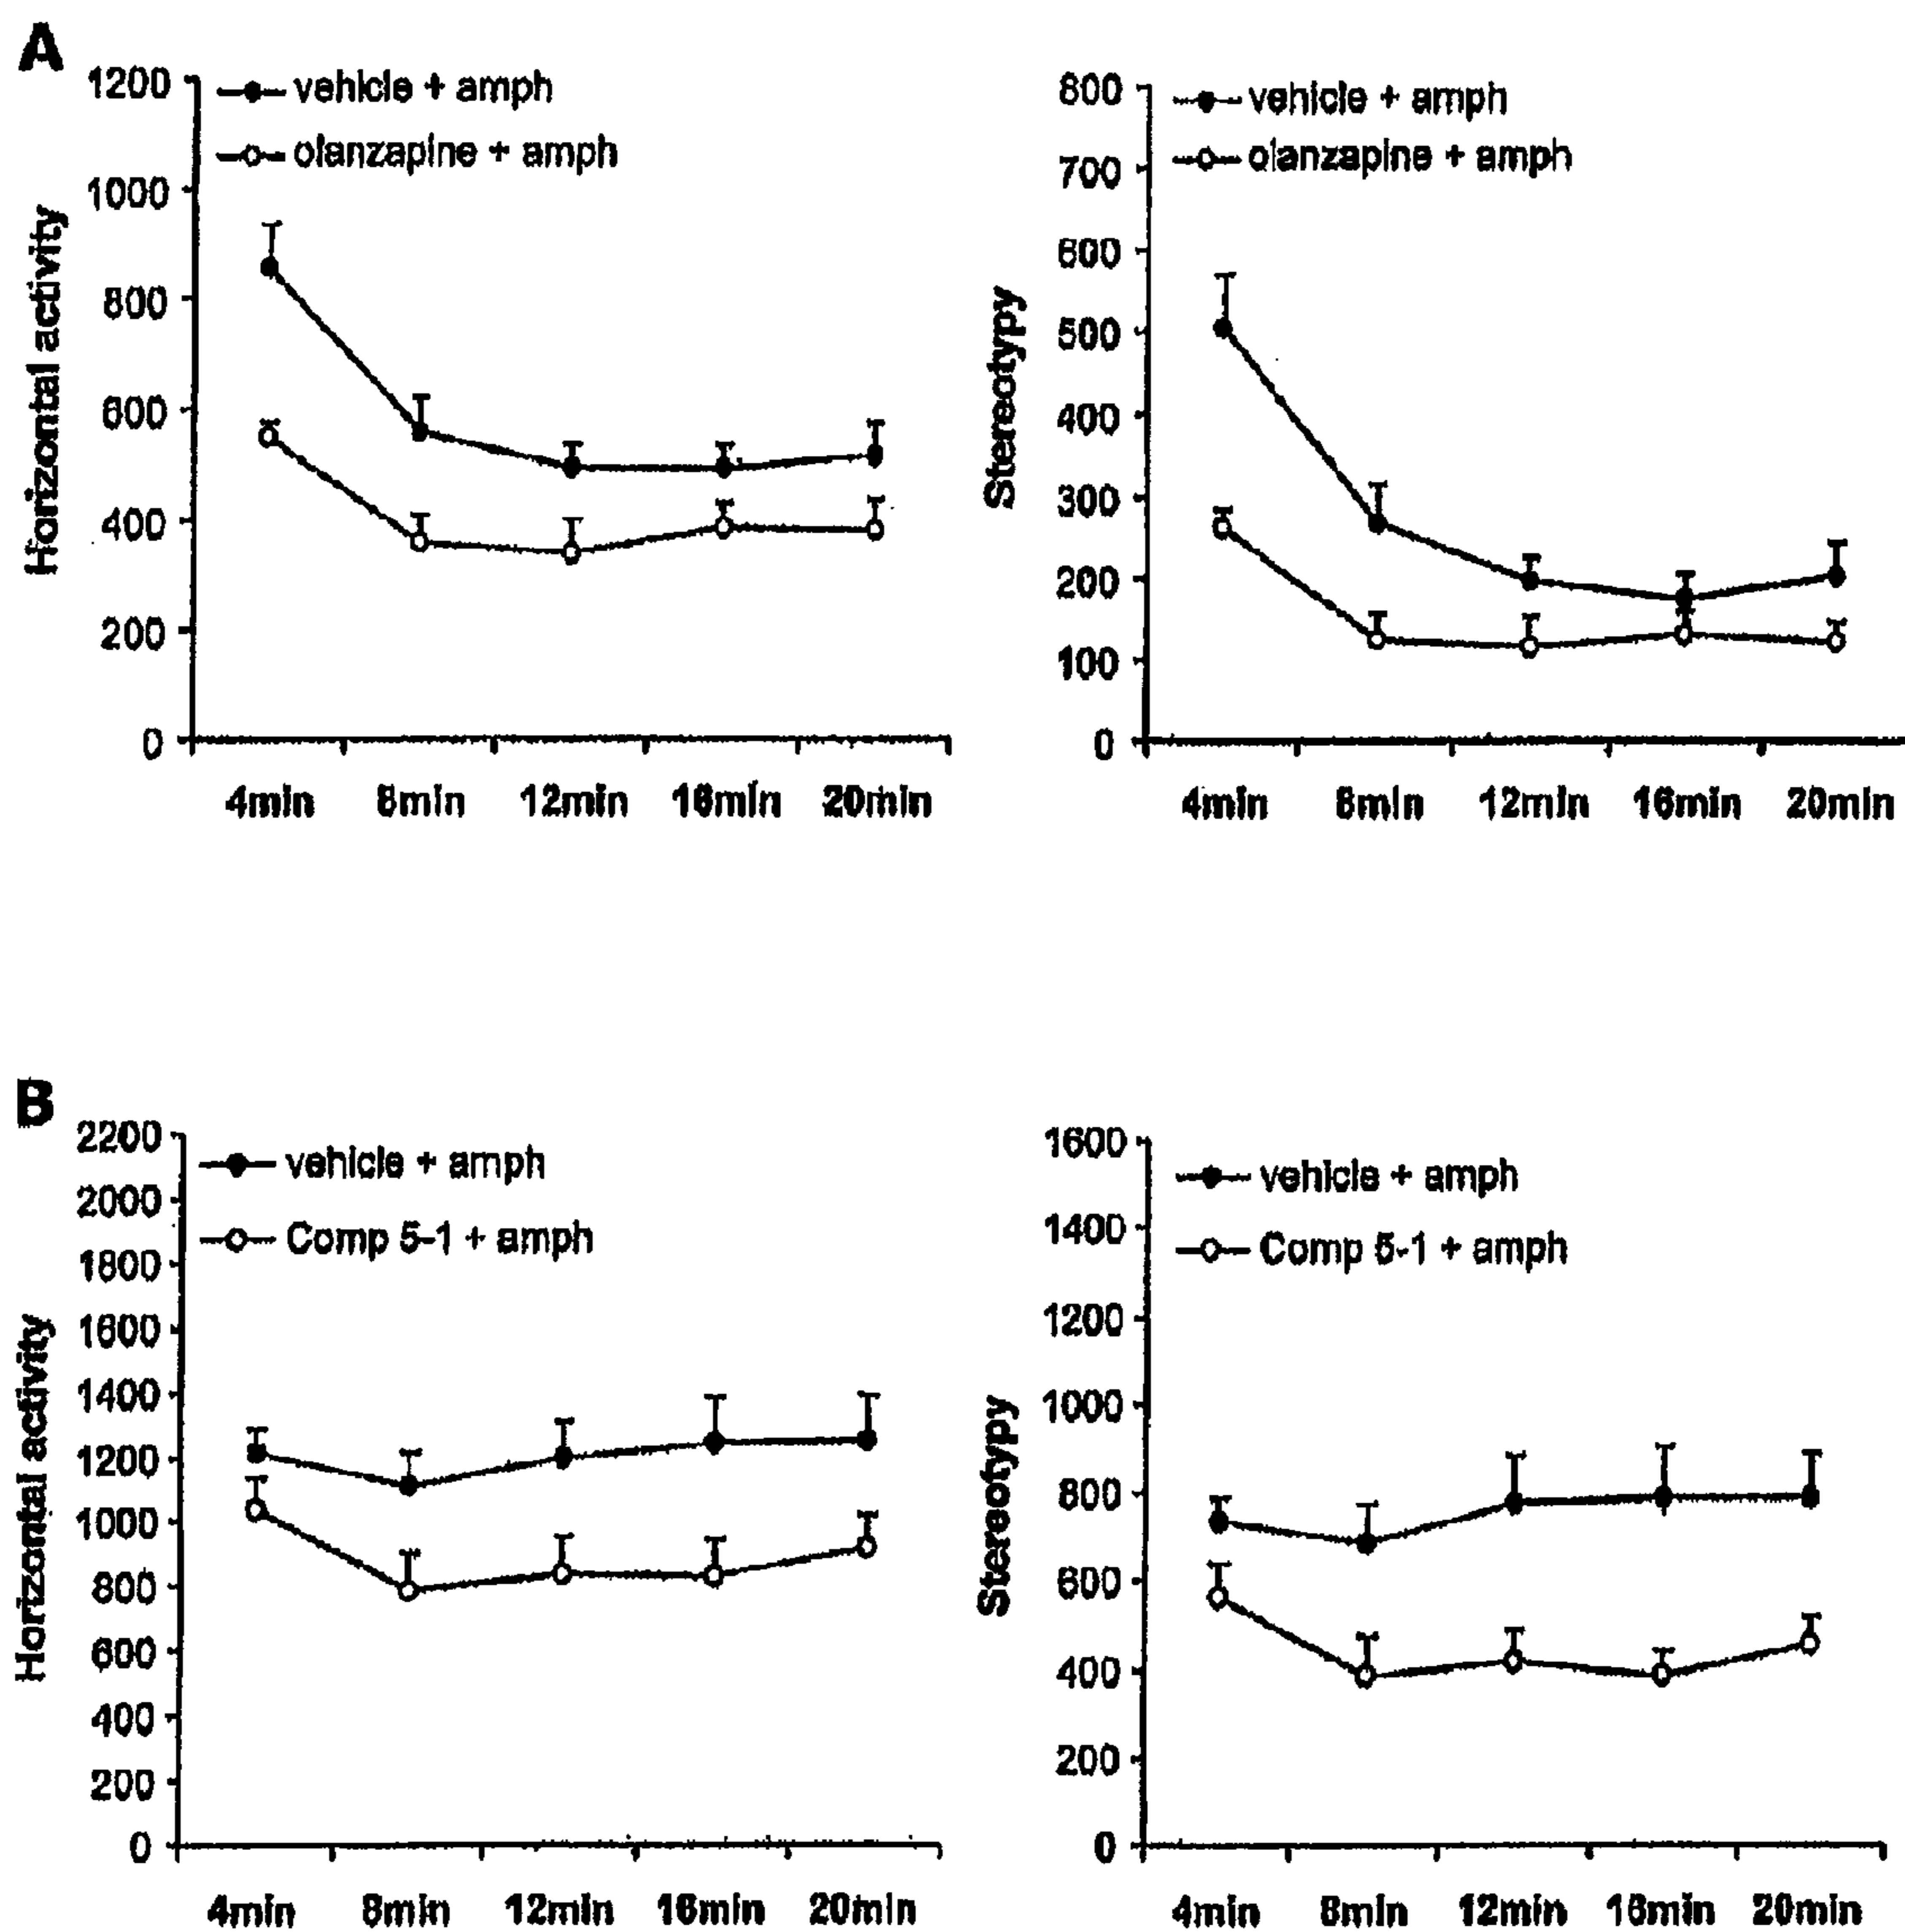 A
1200
1000
800
600
400
200
0
Horizontal activity
vehicle + amph
olanzapine + amph
4min 8min 12min 16min 20min
800
700
600
500
400
300
200
100
0
Stereotypy
vehicle + amph
olanzapine + amph
4min 8min 12min 16min 20min
B
2200
2000
1800
1600
1400
1200
1000
800
600
400
200
0
Horizontal activity
vehicle + amph
Comp 5-1 + amph
4min 8min 12min 16min 20min
1600
1400
1200
1000
800
600
400
200
0
Stereotypy
vehicle + amph
Comp 5-1 + amph
4min 8min 12min 16min 20min